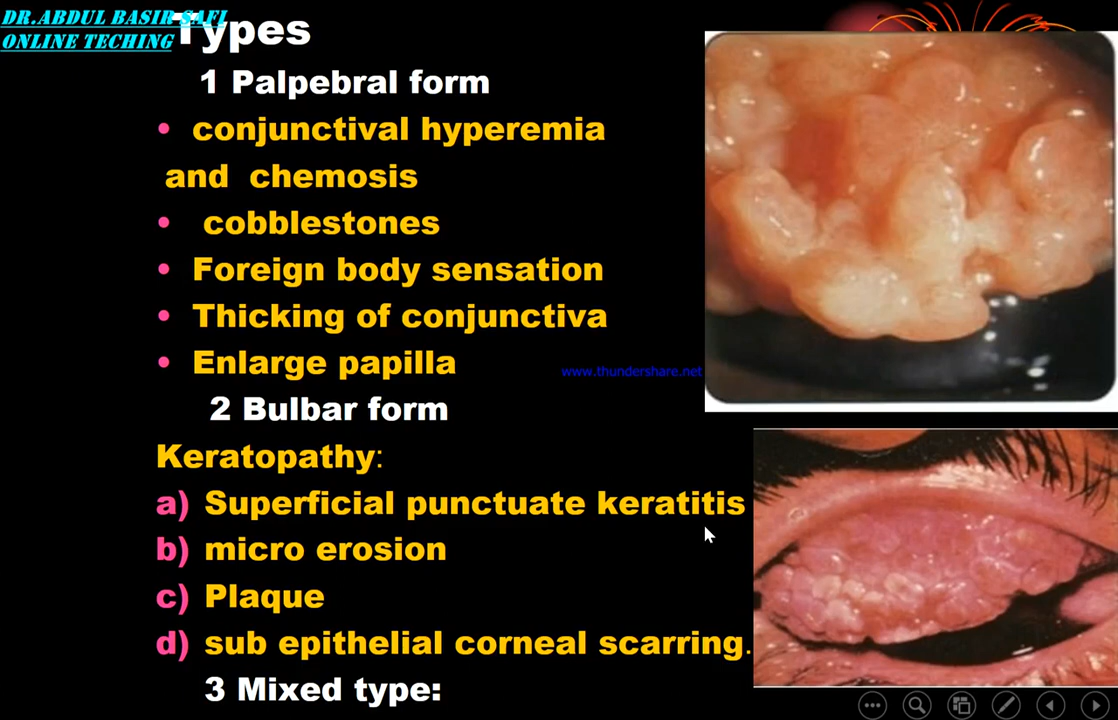 DR.ABDUL BASIR SAFI
ONLINE TECHING
Types
1 Palpebral form
• conjunctival hyperemia
and chemosis
• cobblestones
• Foreign body sensation
• Thicking of conjunctiva
• Enlarge papilla
www.thundershare.net
2 Bulbar form
Keratopathy:
a) Superficial punctuate keratitis
b) micro erosion
c) Plaque
d) sub epithelial corneal scarring.
3 Mixed type: